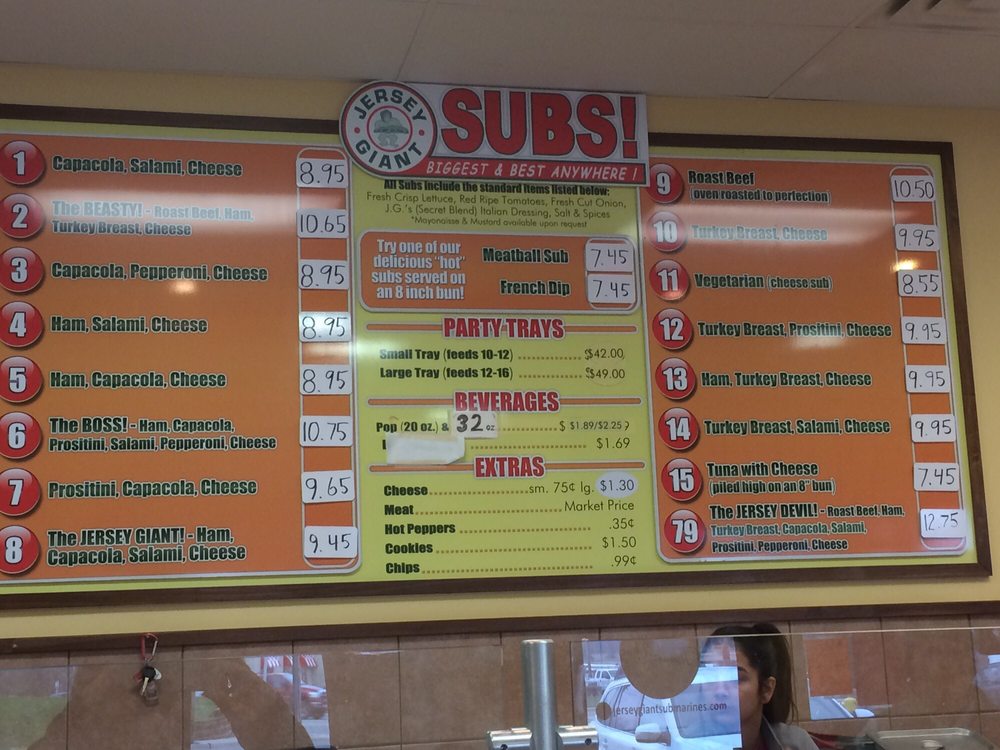 JERSEY GIANT
SUBS!
BIGGEST & BEST ANYWHERE!
1 Capacola, Salami, Cheese 8.95
2 The BEASTY! - Roast Beef, Ham,
Turkey Breast, Cheese 10.65
3 Capacola, Pepperoni, Cheese 8.95
4 Ham, Salami, Cheese 8.95
5 Ham, Capacola, Cheese 8.95
6 The BOSS! - Ham, Capacola,
Prositini, Salami, Pepperoni, Cheese 10.75
7 Prositini, Capacola, Cheese 9.65
8 The JERSEY GIANT! - Ham,
Capacola, Salami, Cheese 9.45
All Subs Include the standard items listed below:
Fresh Crisp Lettuce, Red Ripe Tomatoes, Fresh Cut Onion,
J.G.'s (Secret Blend) Italian Dressing, Salt & Spices
*Mayonaisse & Mustard available upon request
Try one of our
delicious "hot"
subs served on
an 8 inch bun!
Meatball Sub 7.45
French Dip 7.45
PARTY TRAYS
Small Tray (feeds 10-12) $42.00
Large Tray (feeds 12-16) $49.00
BEVERAGES
Pop (20 oz.) & 32 oz $1.89/$2.25
$1.69
EXTRAS
Cheese sm. 75¢ lg. $1.30
Meat Market Price
Hot Peppers .35¢
Cookies $1.50
Chips .99¢
9 Roast Beef
(oven roasted to perfection) 10.50
10 Turkey Breast, Cheese 9.95
11 Vegetarian (cheese sub) 8.55
12 Turkey Breast, Prositini, Cheese 9.95
13 Ham, Turkey Breast, Cheese 9.95
14 Turkey Breast, Salami, Cheese 9.95
15 Tuna with Cheese
(piled high on an 8" bun) 7.45
79 The JERSEY DEVIL! - Roast Beef, Ham,
Turkey Breast, Capacola, Salami,
Prositini, Pepperoni, Cheese 12.75
jerseygiantsubmarines.com